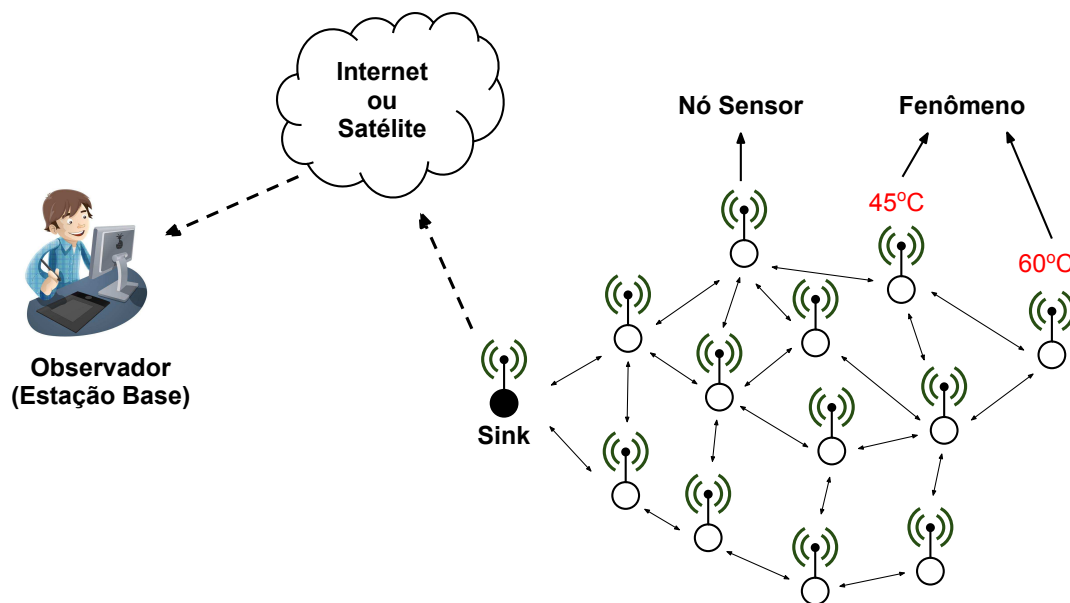 Internet
ou
Satélite
Nó Sensor
Fenômeno
45ºC
60ºC
Observador
(Estação Base)
Sink